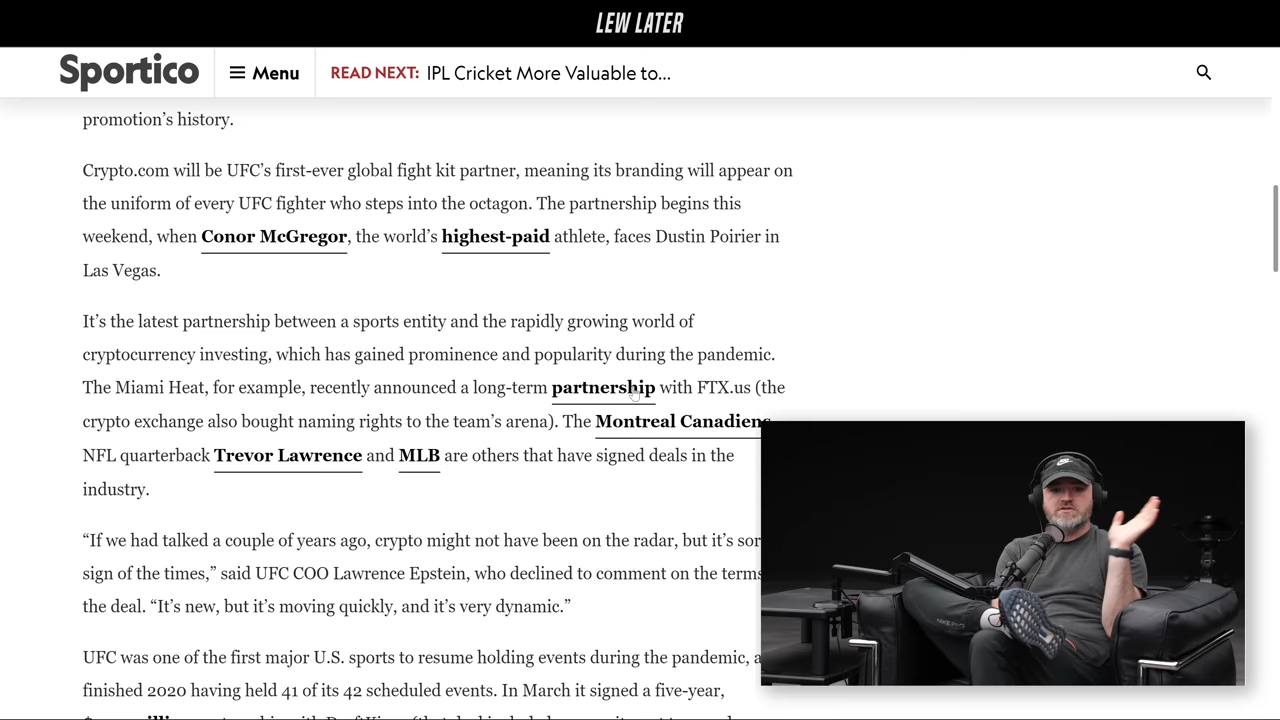 LEW LATER
Sportico
Menu
READ NEXT: IPL Cricket More Valuable to...
promotion’s history.
Crypto.com will be UFC’s first-ever global fight kit partner, meaning its branding will appear on
the uniform of every UFC fighter who steps into the octagon. The partnership begins this
weekend, when Conor McGregor, the world’s highest-paid athlete, faces Dustin Poirier in
Las Vegas.
It’s the latest partnership between a sports entity and the rapidly growing world of
cryptocurrency investing, which has gained prominence and popularity during the pandemic.
The Miami Heat, for example, recently announced a long-term partnership with FTX.us (the
crypto exchange also bought naming rights to the team’s arena). The Montreal Canadiens
NFL quarterback Trevor Lawrence and MLB are others that have signed deals in the
industry.
“If we had talked a couple of years ago, crypto might not have been on the radar, but it’s
sign of the times,” said UFC COO Lawrence Epstein, who declined to comment on the terms
the deal. “It’s new, but it’s moving quickly, and it’s very dynamic.”
UFC was one of the first major U.S. sports to resume holding events during the pandemic,
finished 2020 having held 41 of its 42 scheduled events. In March it signed a five-year,
NIKE PRO